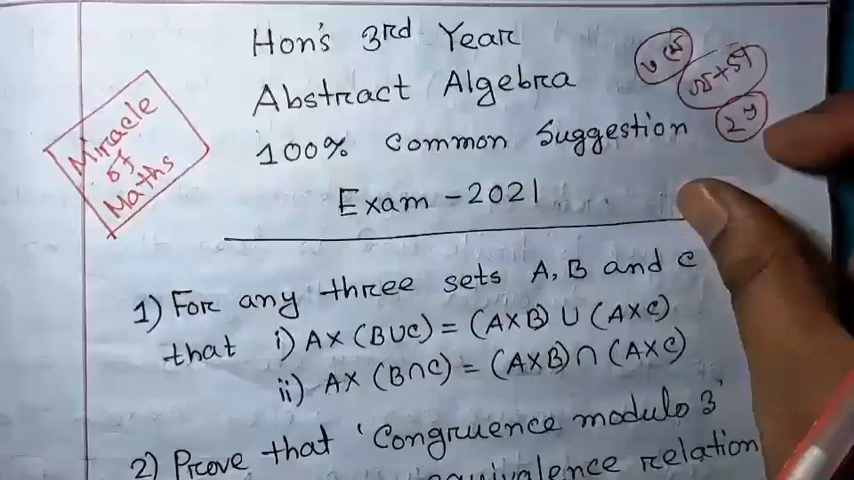 Hon's 3rd Year
Abstract Algebra
100% Common Suggestion
Exam - 2021
Miracle
of
Maths
1) For any three sets A, B and C
that i) A× (B∪C) = (A×B) ∪ (A×C)
ii) A× (B∩C) = (A×B) ∩ (A×C)
2) Prove that 'Congruence modulo 3'
equivalence relation